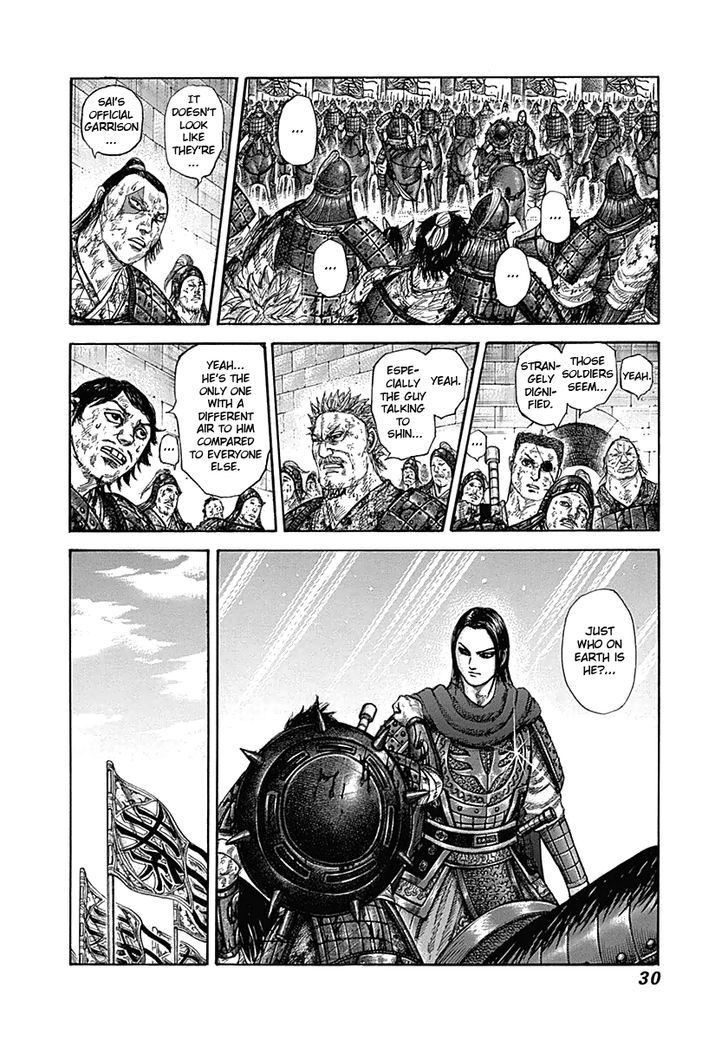 ...
...
...
IT
DOESN'T
LOOK
LIKE
THEY'RE...
SAI'S
OFFICIAL
GARRISON
...
YEAH.
THOSE
SOLDIERS
SEEM...
STRAN-
GELY
DIGNI-
FIED.
...
YEAH.
ESPE-
CIALLY
THE GUY
TALKING
TO
SHIN...
...
YEAH...
HE'S THE
ONLY ONE
WITH A
DIFFERENT
AIR TO HIM
COMPARED
TO EVERYONE
ELSE.
JUST
WHO ON
EARTH IS
HE?...
秦
30